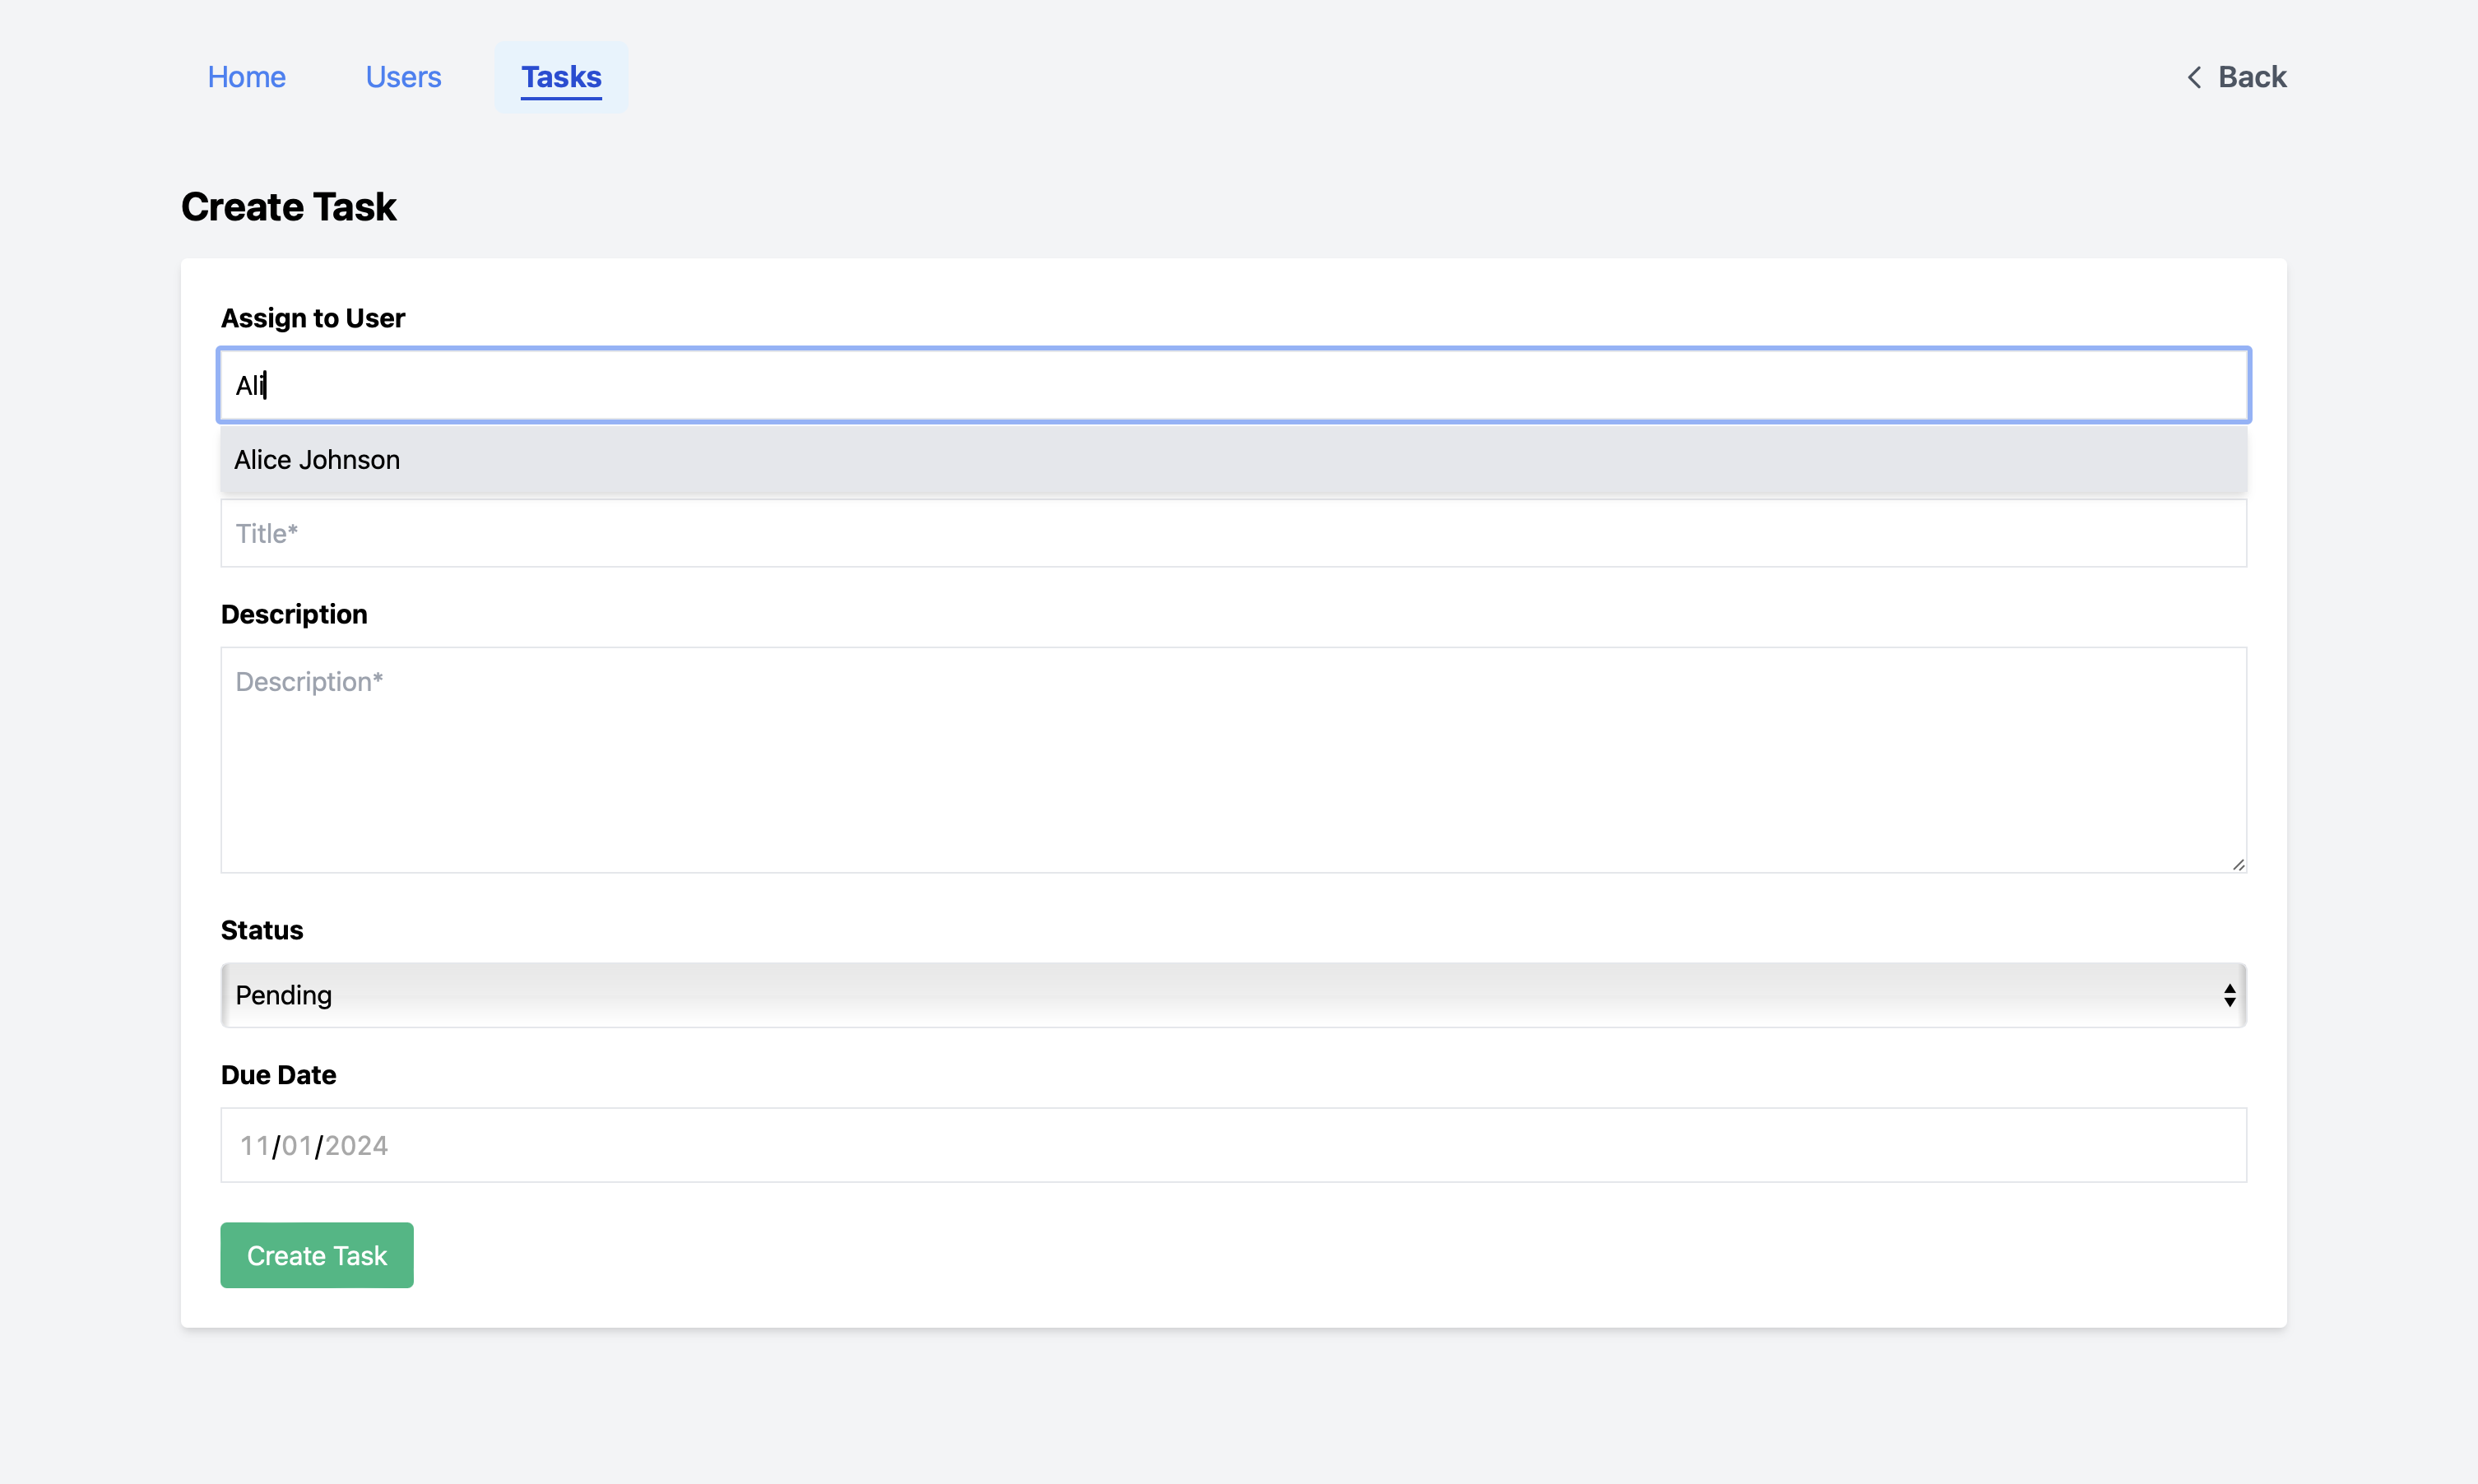 Home Users Tasks Back
Create Task
Assign to User
Ali
Alice Johnson
Title*
Description
Description*
Status
Pending
Due Date
11/01/2024
Create Task